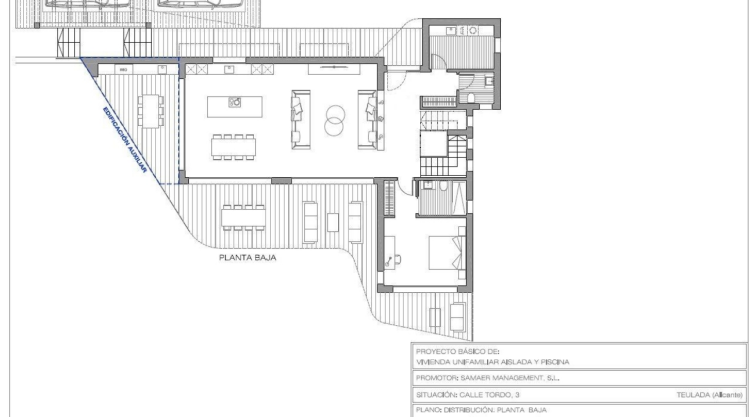 EDIFICACIÓN AUXILIAR
PLANTA BAJA
PROYECTO BÁSICO DE:
VIVIENDA UNIFAMILIAR AISLADA Y PISCINA
PROMOTOR: SAMAER MANAGEMENT, S.L.
SITUACIÓN: CALLE TORDO, 3 TEULADA (Alicante)
PLANO: DISTRIBUCIÓN. PLANTA BAJA